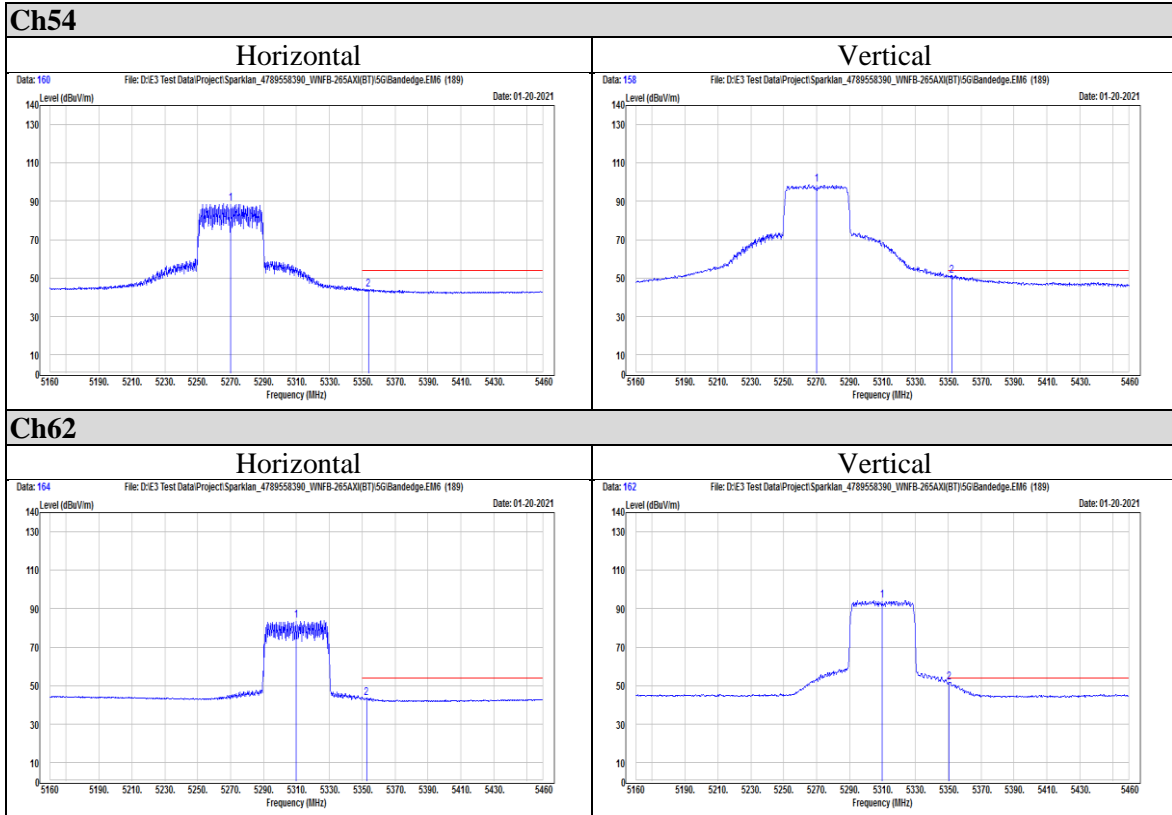 Ch54
Horizontal
Vertical
Data: 160 File: D:\E3 Test Data\Project\Sparklan_4789558390_WNFB-265AXI(BT)\5G\Bandedge.EM6 (189)
Level (dBuV/m) Date: 01-20-2021
140
130
110
90
70
50
30
10
0
1
2
5160 5190. 5210. 5230. 5250. 5270. 5290. 5310. 5330. 5350. 5370. 5390. 5410. 5430. 5460
Frequency (MHz)
Data: 158 File: D:\E3 Test Data\Project\Sparklan_4789558390_WNFB-265AXI(BT)\5G\Bandedge.EM6 (189)
Level (dBuV/m) Date: 01-20-2021
140
130
110
90
70
50
30
10
0
1
2
5160 5190. 5210. 5230. 5250. 5270. 5290. 5310. 5330. 5350. 5370. 5390. 5410. 5430. 5460
Frequency (MHz)
Ch62
Horizontal
Vertical
Data: 164 File: D:\E3 Test Data\Project\Sparklan_4789558390_WNFB-265AXI(BT)\5G\Bandedge.EM6 (189)
Level (dBuV/m) Date: 01-20-2021
140
130
110
90
70
50
30
10
0
1
2
5160 5190. 5210. 5230. 5250. 5270. 5290. 5310. 5330. 5350. 5370. 5390. 5410. 5430. 5460
Frequency (MHz)
Data: 162 File: D:\E3 Test Data\Project\Sparklan_4789558390_WNFB-265AXI(BT)\5G\Bandedge.EM6 (189)
Level (dBuV/m) Date: 01-20-2021
140
130
110
90
70
50
30
10
0
1
2
5160 5190. 5210. 5230. 5250. 5270. 5290. 5310. 5330. 5350. 5370. 5390. 5410. 5430. 5460
Frequency (MHz)